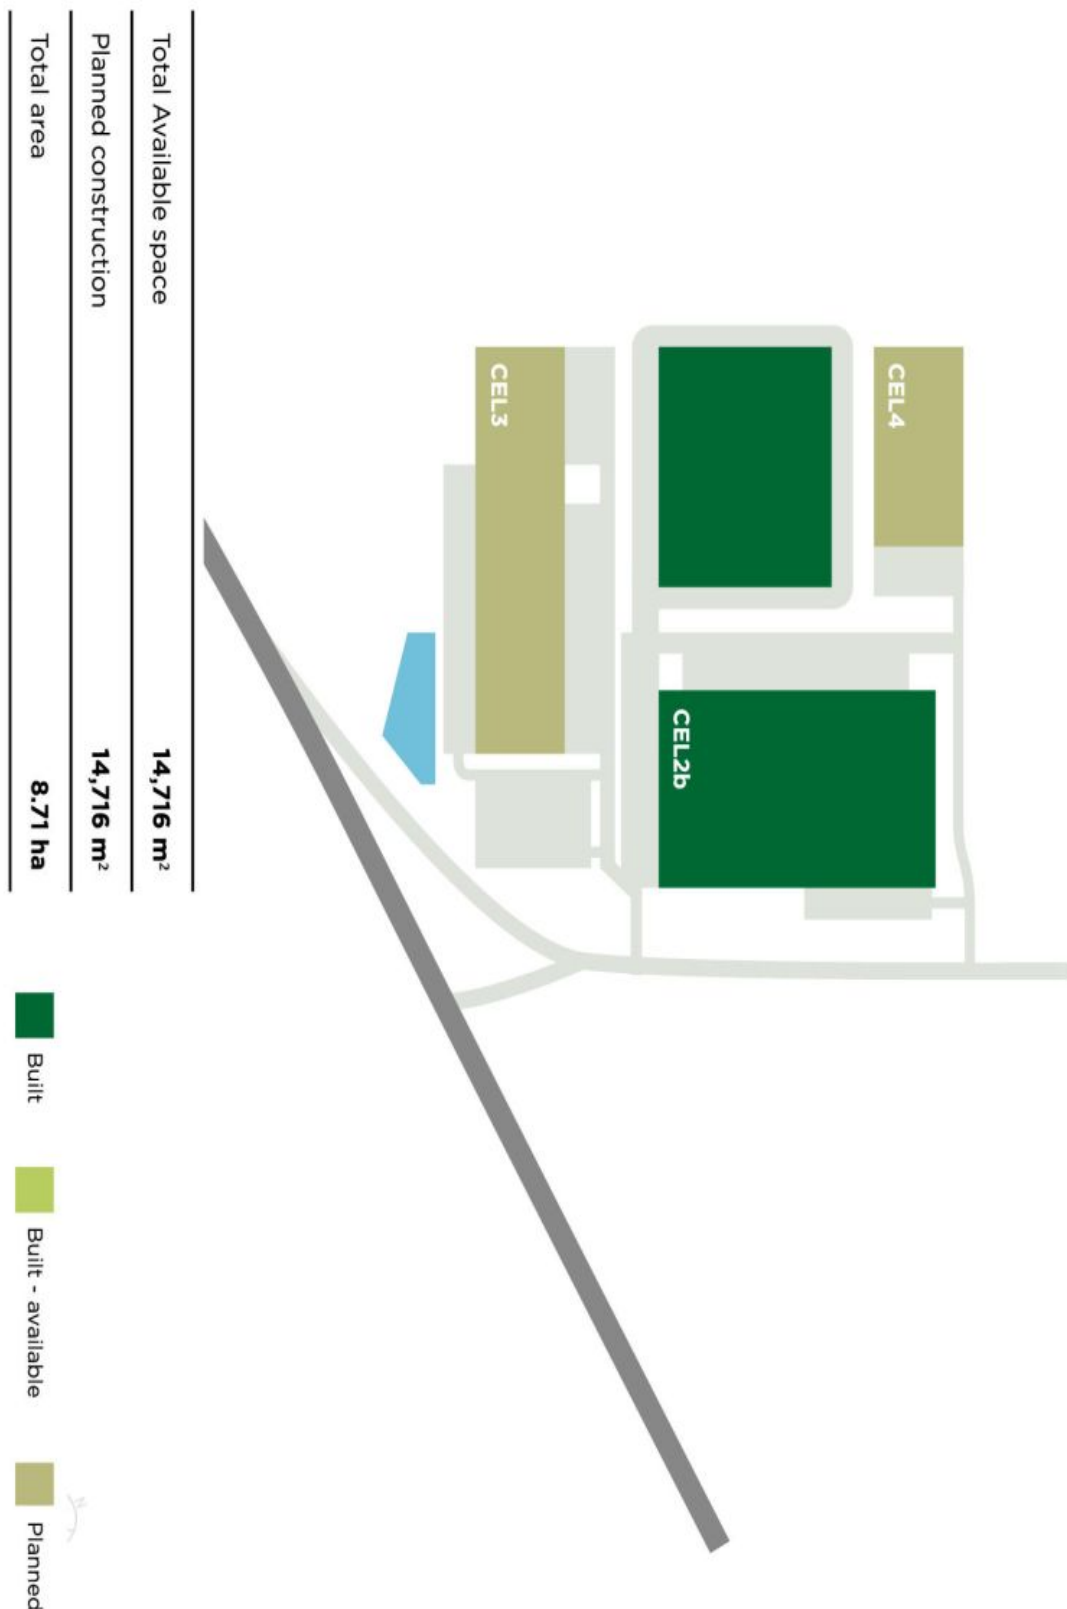 Total Available space 14,716 m²
Planned construction 14,716 m²
Total area 8.71 ha
CEL4
CEL2b
CEL3
Built
Built - available
Planned
N